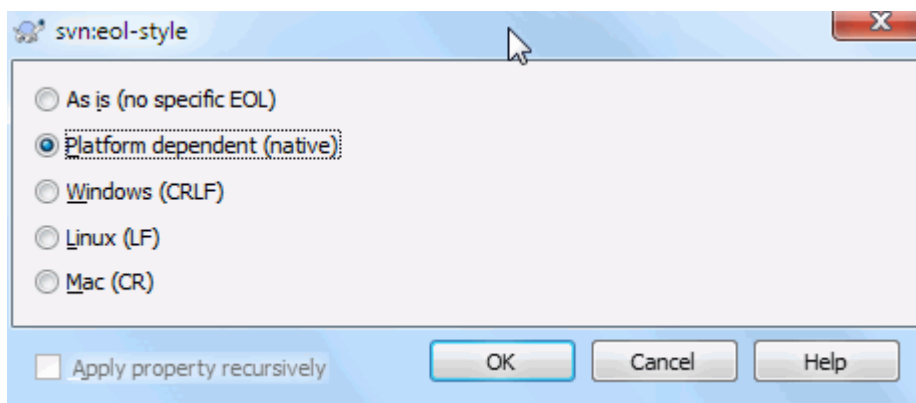 svn:eol-style
As is (no specific EOL)
Platform dependent (native)
Windows (CRLF)
Linux (LF)
Mac (CR)
Apply property recursively
OK
Cancel
Help